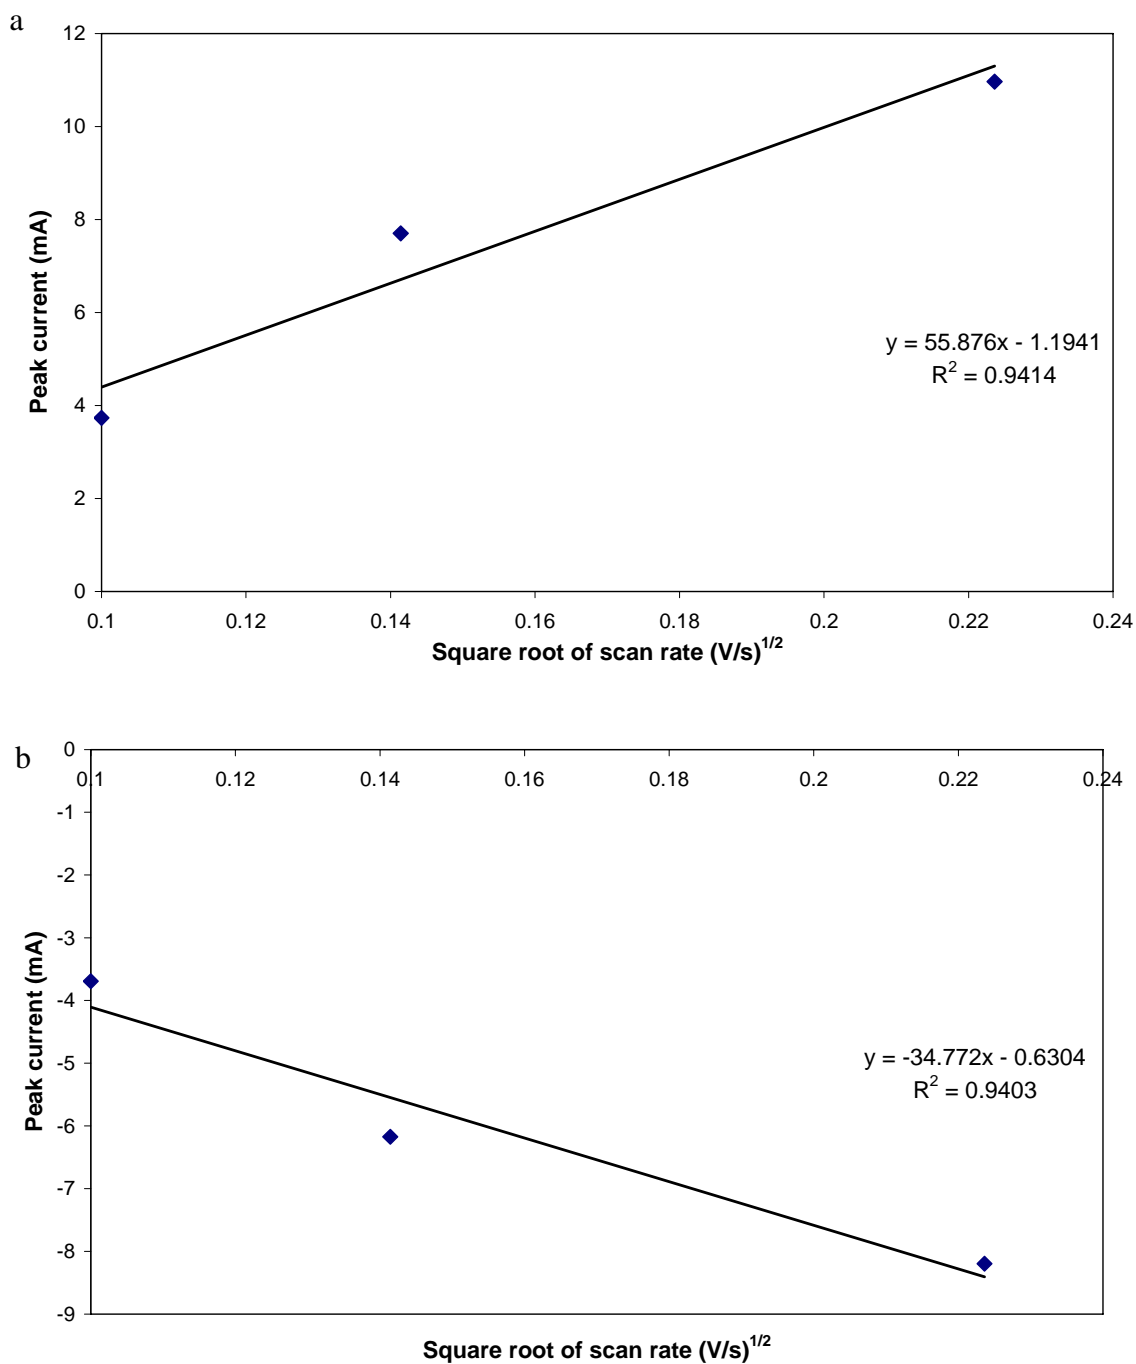 a
12
10
8
6
4
2
0
Peak current (mA)
0.1 0.12 0.14 0.16 0.18 0.2 0.22 0.24
Square root of scan rate (V/s)^1/2
y = 55.876x - 1.1941
R^2 = 0.9414
b
0
-1
-2
-3
-4
-5
-6
-7
-8
-9
Peak current (mA)
0.1 0.12 0.14 0.16 0.18 0.2 0.22 0.24
y = -34.772x - 0.6304
R^2 = 0.9403
Square root of scan rate (V/s)^1/2